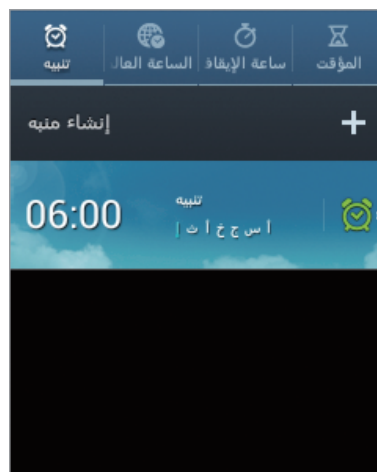 المؤقت
ساعة الإيقاف
الساعة العال
تنبيه
إنشاء منبه
06:00
تنبيه
أ س ج خ أ ث إ